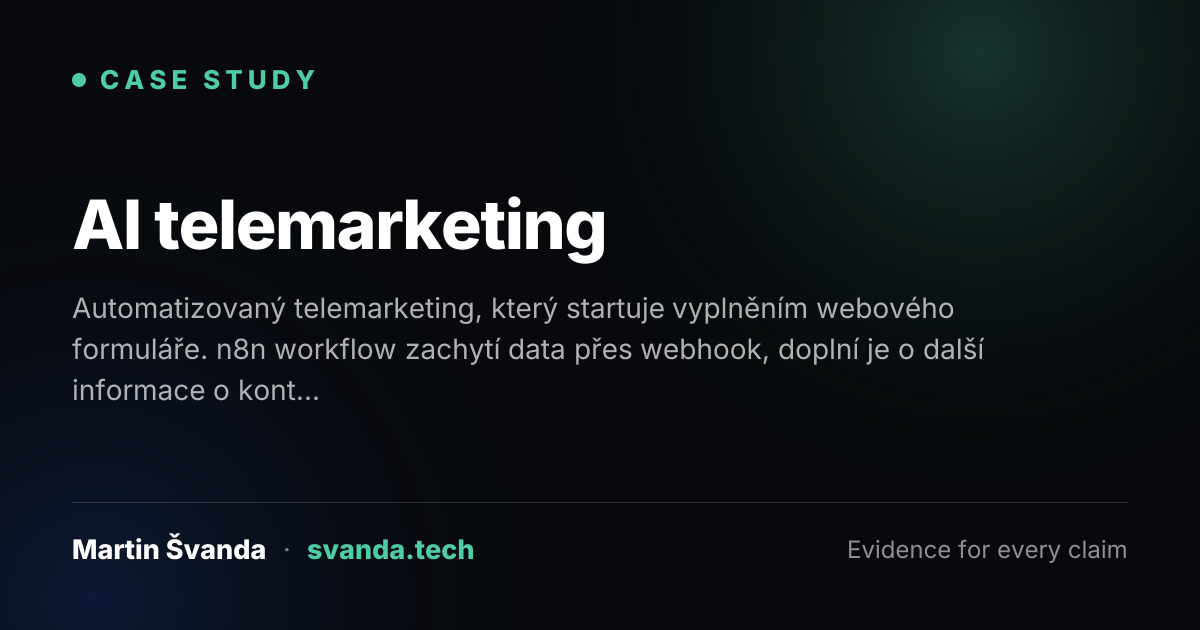 CASE STUDY
AI telemarketing
Automatizovaný telemarketing, který startuje vyplněním webového
formuláře. n8n workflow zachytí data přes webhook, doplní je o další
informace o kont...
Martin Švanda · svanda.tech
Evidence for every claim